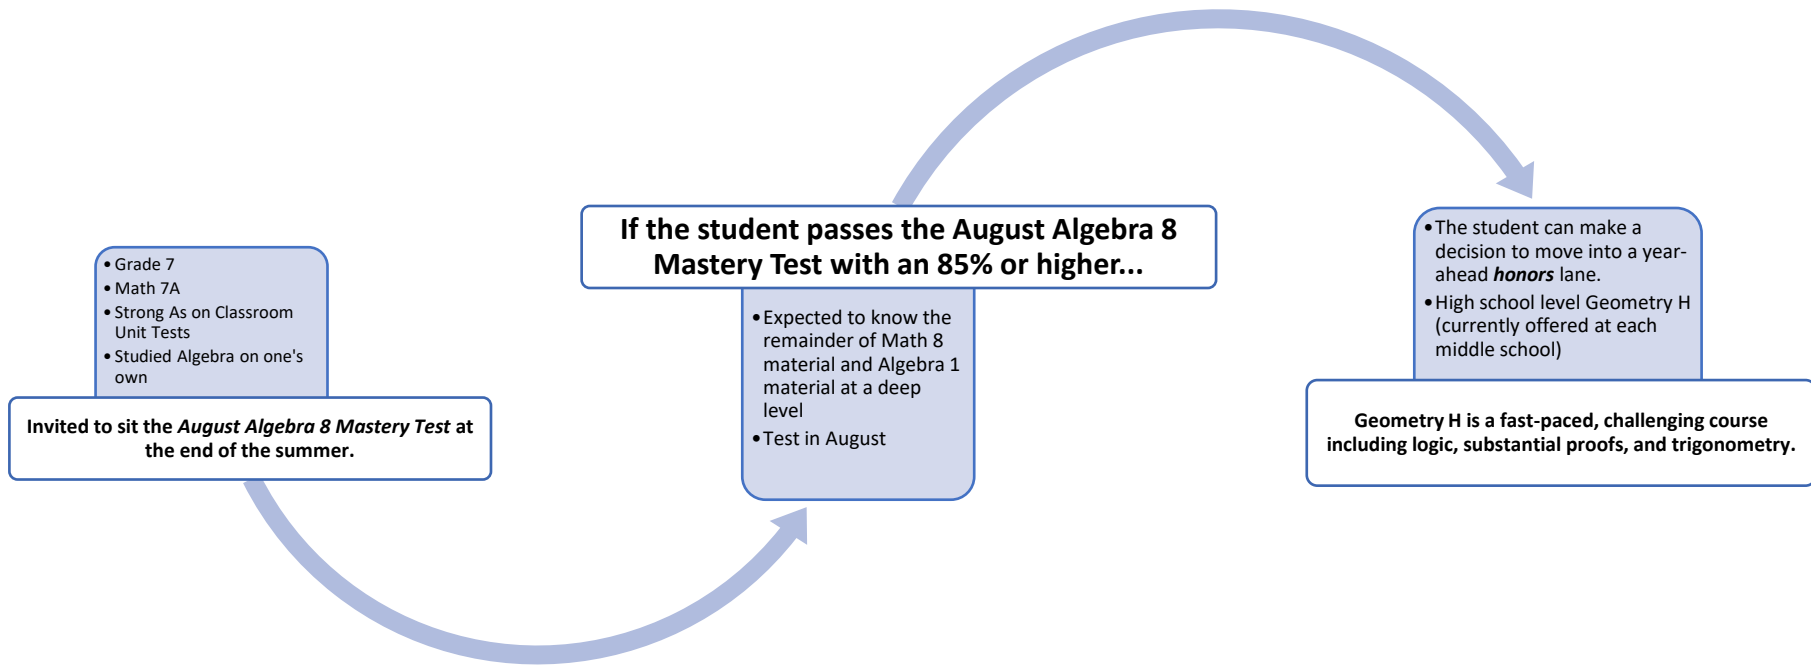 • Grade 7
• Math 7A
• Strong As on Classroom
Unit Tests
• Studied Algebra on one's
own
Invited to sit the August Algebra 8 Mastery Test at
the end of the summer.
If the student passes the August Algebra 8
Mastery Test with an 85% or higher...
• Expected to know the
remainder of Math 8
material and Algebra 1
material at a deep
level
• Test in August
• The student can make a
decision to move into a year-
ahead honors lane.
• High school level Geometry H
(currently offered at each
middle school)
Geometry H is a fast-paced, challenging course
including logic, substantial proofs, and trigonometry.